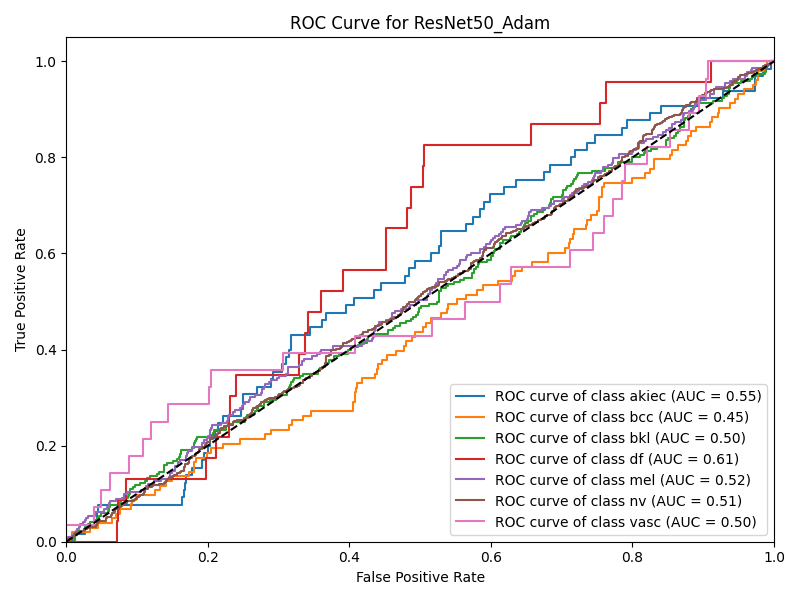 ROC Curve for ResNet50_Adam
True Positive Rate
1.0
0.8
0.6
0.4
0.2
0.0
ROC curve of class akiec (AUC = 0.55)
ROC curve of class bcc (AUC = 0.45)
ROC curve of class bkl (AUC = 0.50)
ROC curve of class df (AUC = 0.61)
ROC curve of class mel (AUC = 0.52)
ROC curve of class nv (AUC = 0.51)
ROC curve of class vasc (AUC = 0.50)
0.0 0.2 0.4 0.6 0.8 1.0
False Positive Rate